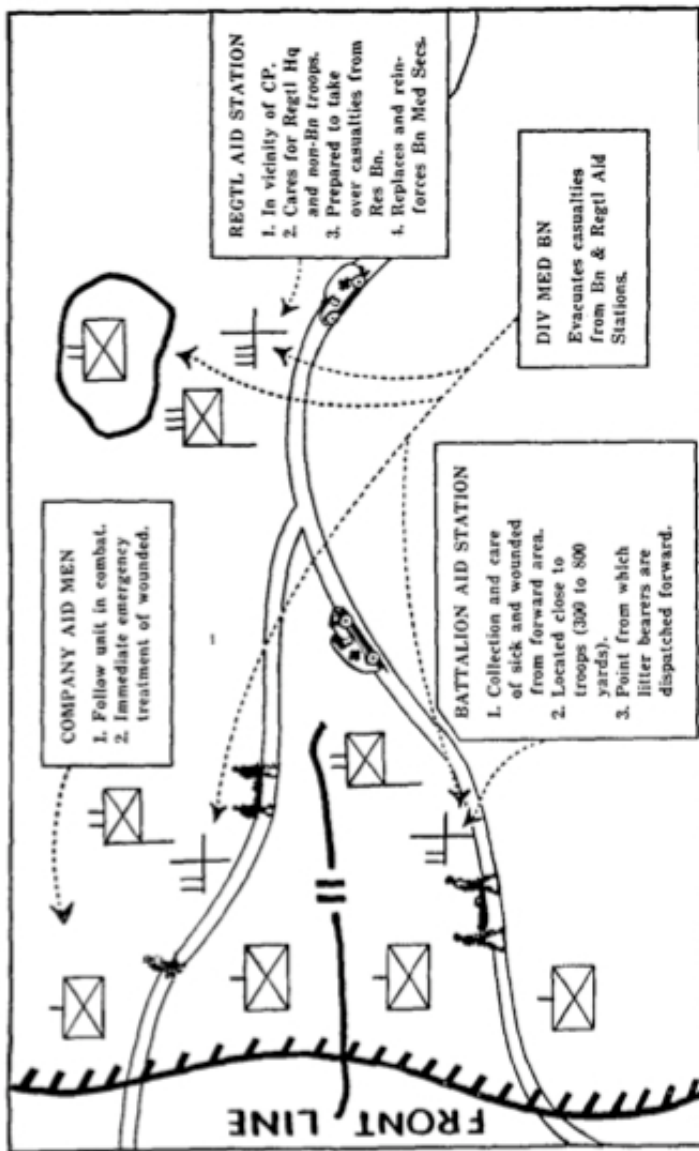 FRONT LINE
COMPANY AID MEN
1. Follow unit in combat.
2. Immediate emergency
treatment of wounded.
REGTL AID STATION
1. In vicinity of CP.
2. Cares for Regtl Hq
and non-Bn troops.
3. Prepared to take
over casualties from
Res Bn.
4. Replaces and rein-
forces Bn Med Secs.
BATTALION AID STATION
1. Collection and care
of sick and wounded
from forward area.
2. Located close to
troops (300 to 800
yards).
3. Point from which
litter bearers are
dispatched forward.
DIV MED BN
Evacuates casualties
from Bn & Regtl Aid
Stations.